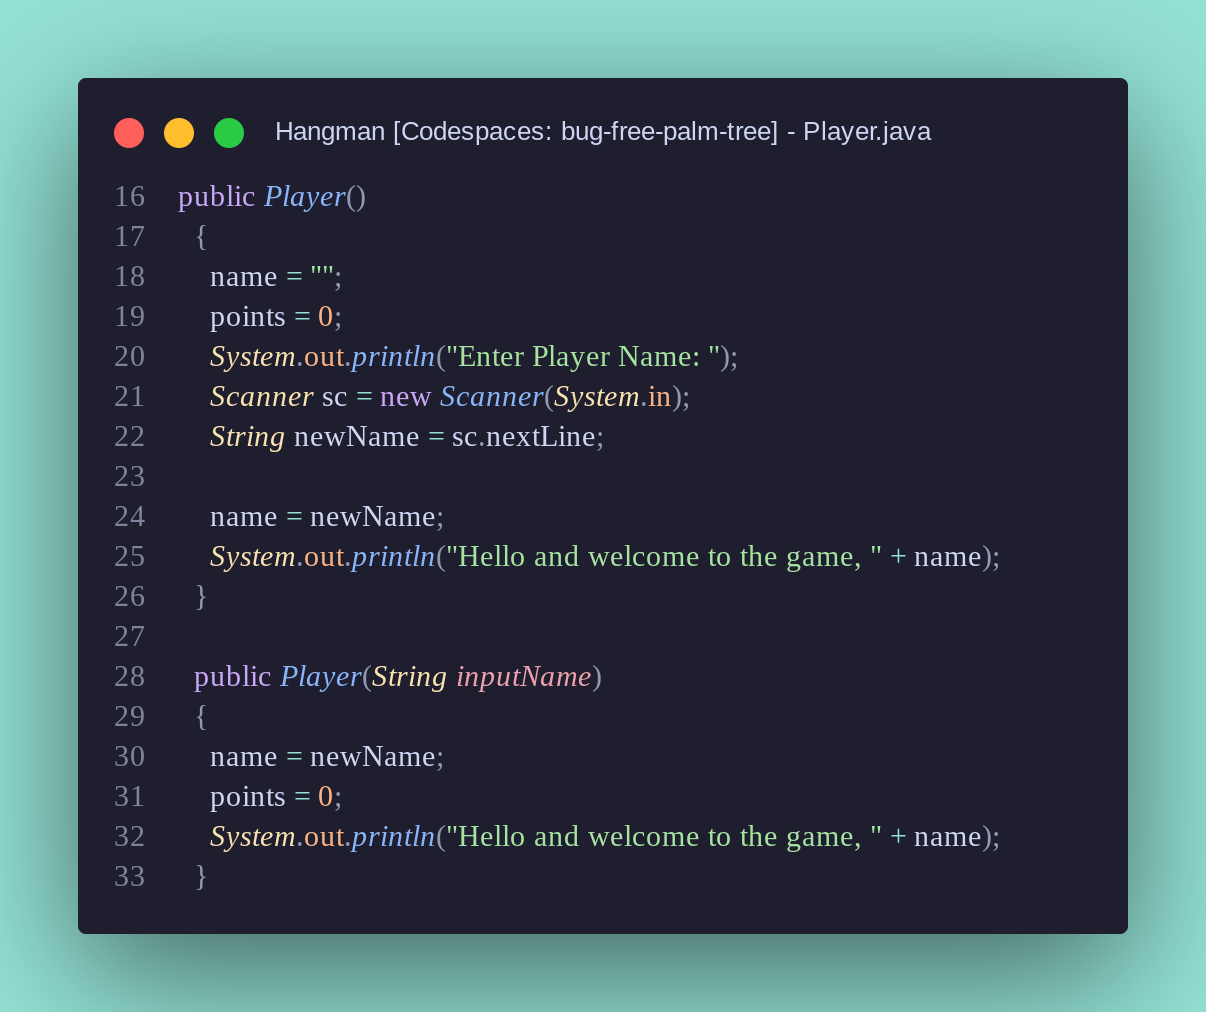 Hangman [Codespaces: bug-free-palm-tree] - Player.java
16 public Player()
17 {
18 name = "";
19 points = 0;
20 System.out.println("Enter Player Name: ");
21 Scanner sc = new Scanner(System.in);
22 String newName = sc.nextLine;
23
24 name = newName;
25 System.out.println("Hello and welcome to the game, " + name);
26 }
27
28 public Player(String inputName)
29 {
30 name = newName;
31 points = 0;
32 System.out.println("Hello and welcome to the game, " + name);
33 }